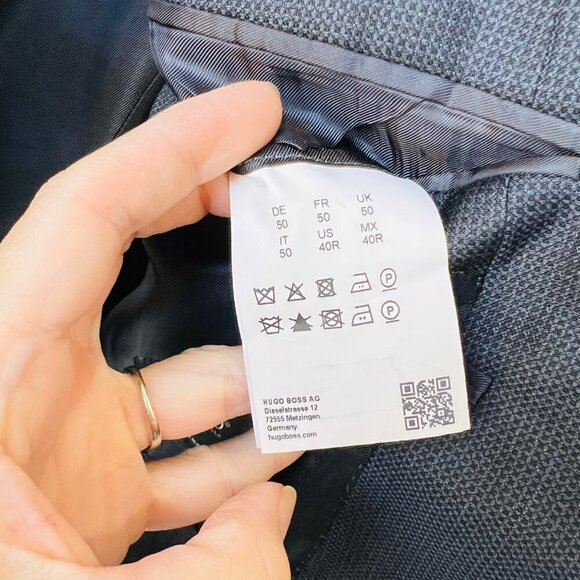 DE FR UK
50 50 50
IT US MX
50 40R 40R
P
P
HUGO BOSS AG
Dieselstrasse 12
72555 Metzingen
Germany
hugoboss.com